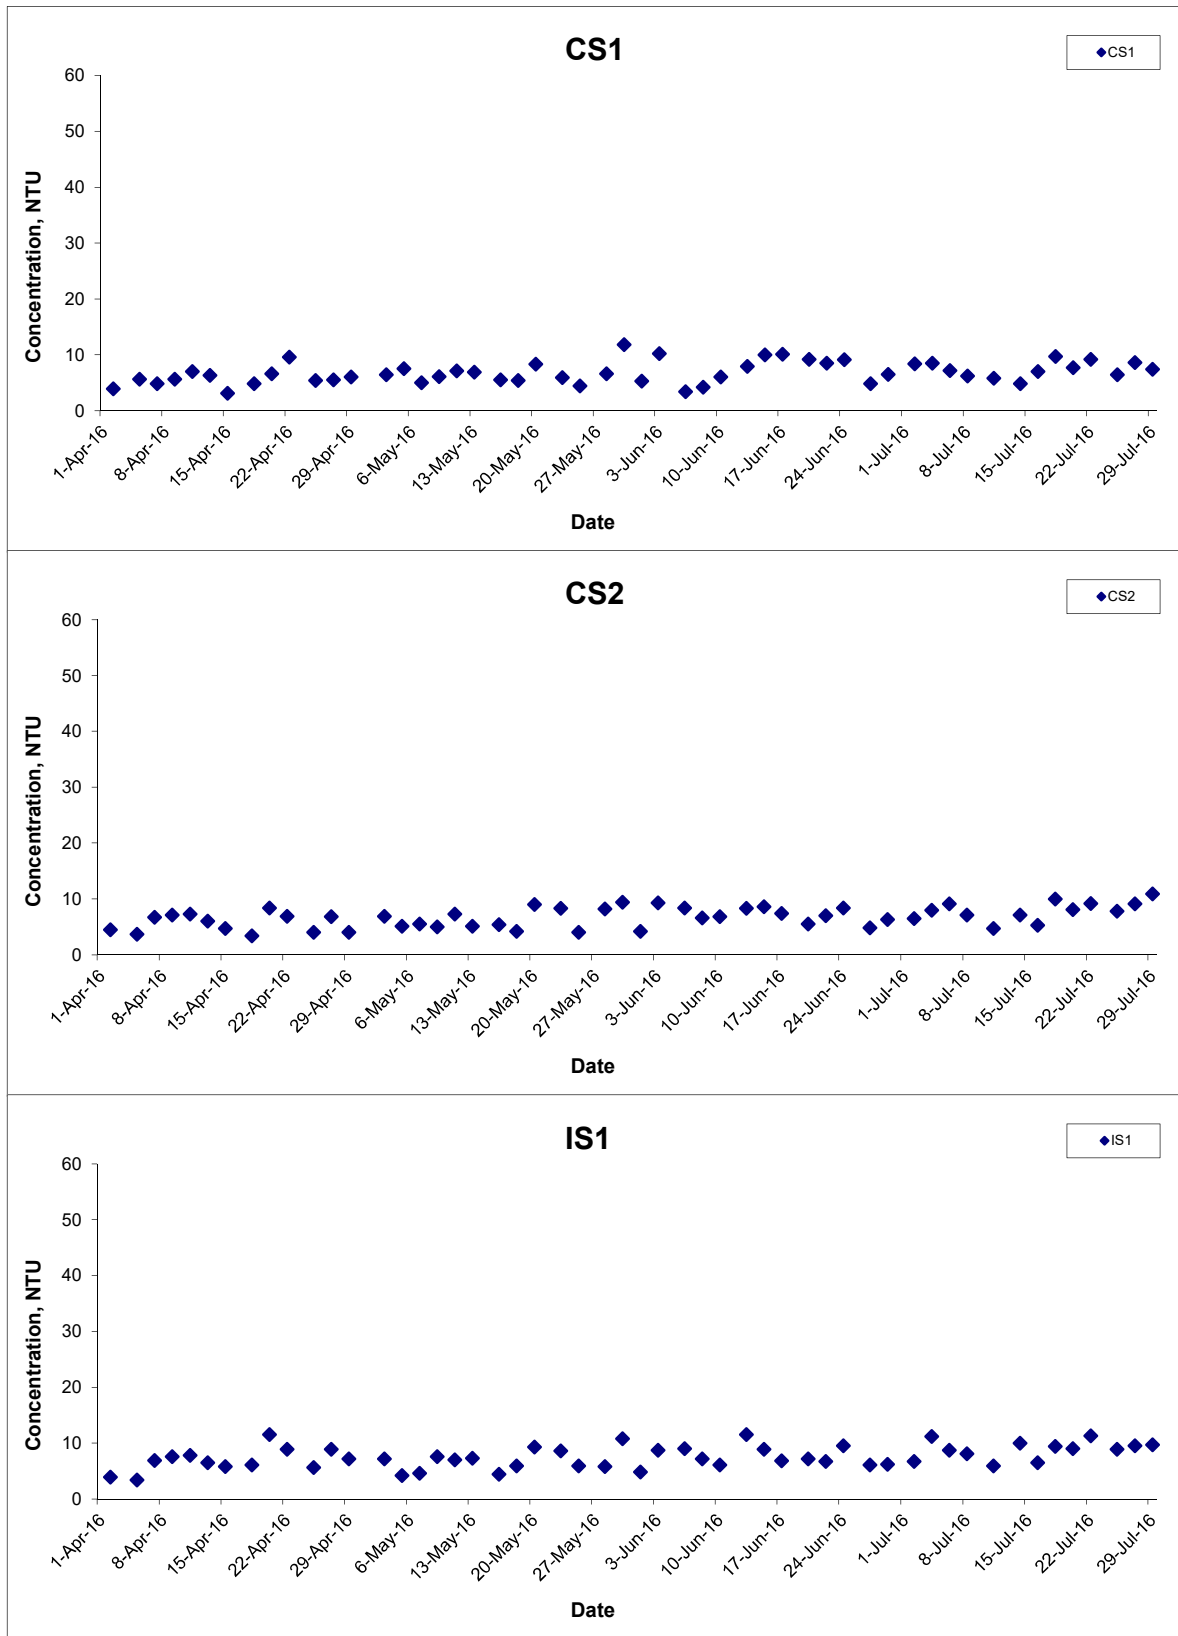 CS1
CS1
60
50
40
30
20
10
0
Concentration, NTU
1-Apr-16
8-Apr-16
15-Apr-16
22-Apr-16
29-Apr-16
6-May-16
13-May-16
20-May-16
27-May-16
3-Jun-16
10-Jun-16
17-Jun-16
24-Jun-16
1-Jul-16
8-Jul-16
15-Jul-16
22-Jul-16
29-Jul-16
Date
CS2
CS2
60
50
40
30
20
10
0
Concentration, NTU
1-Apr-16
8-Apr-16
15-Apr-16
22-Apr-16
29-Apr-16
6-May-16
13-May-16
20-May-16
27-May-16
3-Jun-16
10-Jun-16
17-Jun-16
24-Jun-16
1-Jul-16
8-Jul-16
15-Jul-16
22-Jul-16
29-Jul-16
Date
IS1
IS1
60
50
40
30
20
10
0
Concentration, NTU
1-Apr-16
8-Apr-16
15-Apr-16
22-Apr-16
29-Apr-16
6-May-16
13-May-16
20-May-16
27-May-16
3-Jun-16
10-Jun-16
17-Jun-16
24-Jun-16
1-Jul-16
8-Jul-16
15-Jul-16
22-Jul-16
29-Jul-16
Date